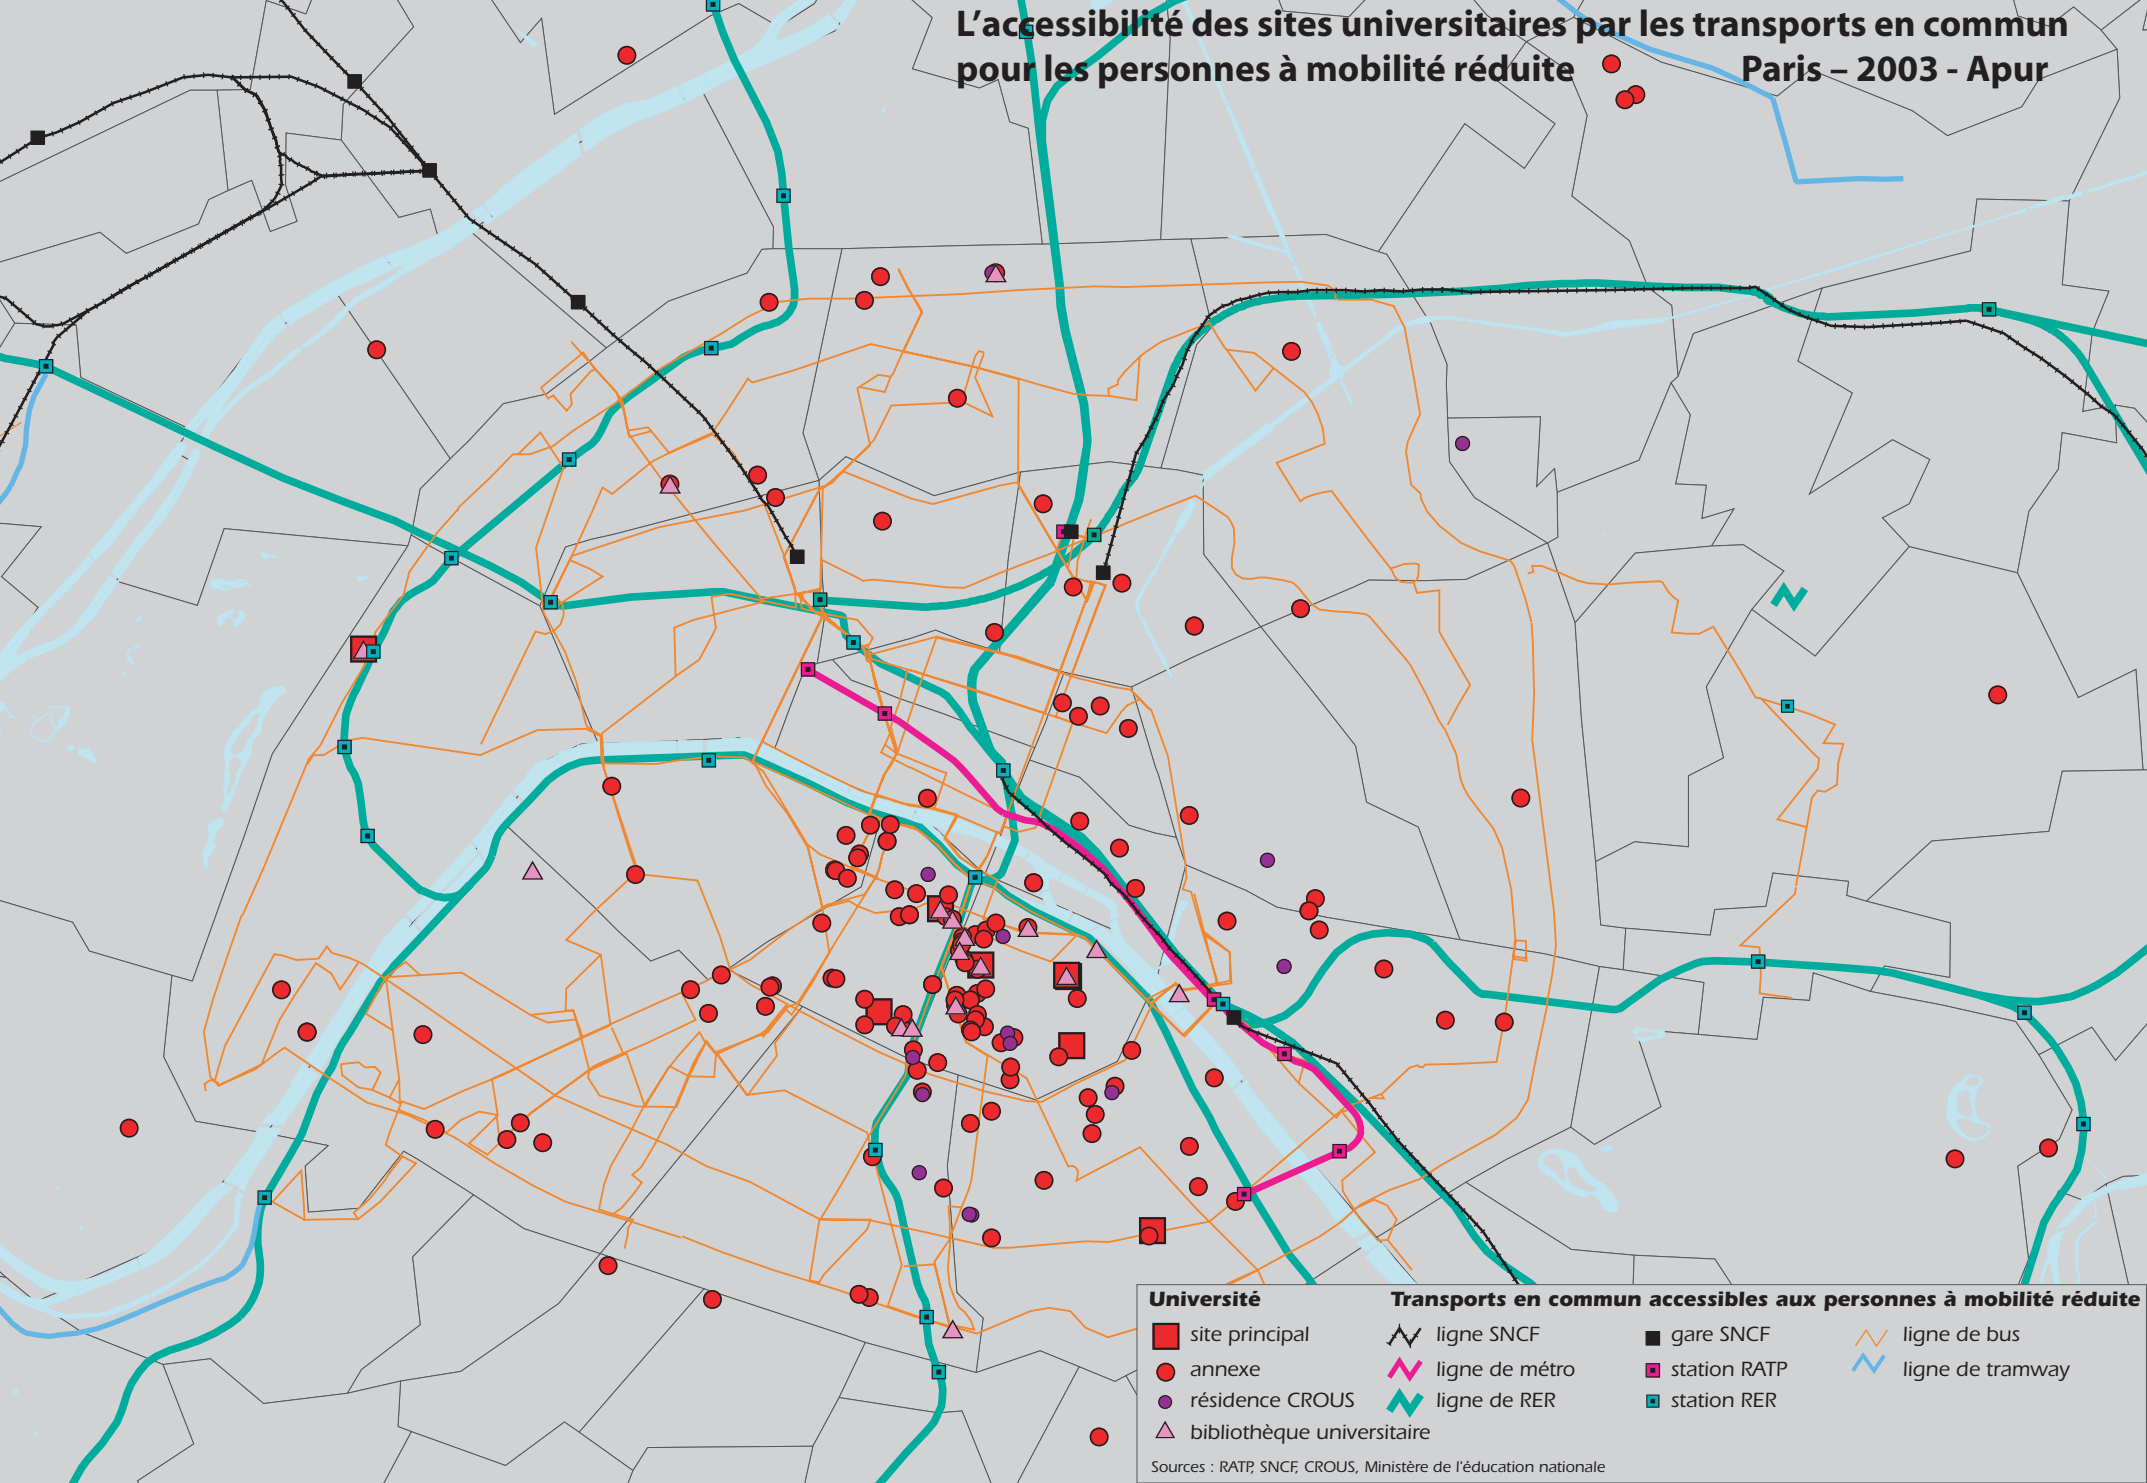 L’accessibilité des sites universitaires par les transports en commun
pour les personnes à mobilité réduite Paris – 2003 - Apur
Université
site principal
annexe
résidence CROUS
bibliothèque universitaire
Transports en commun accessibles aux personnes à mobilité réduite
ligne SNCF
ligne de métro
ligne de RER
gare SNCF
station RATP
station RER
ligne de bus
ligne de tramway
Sources : RATP, SNCF, CROUS, Ministère de l'éducation nationale